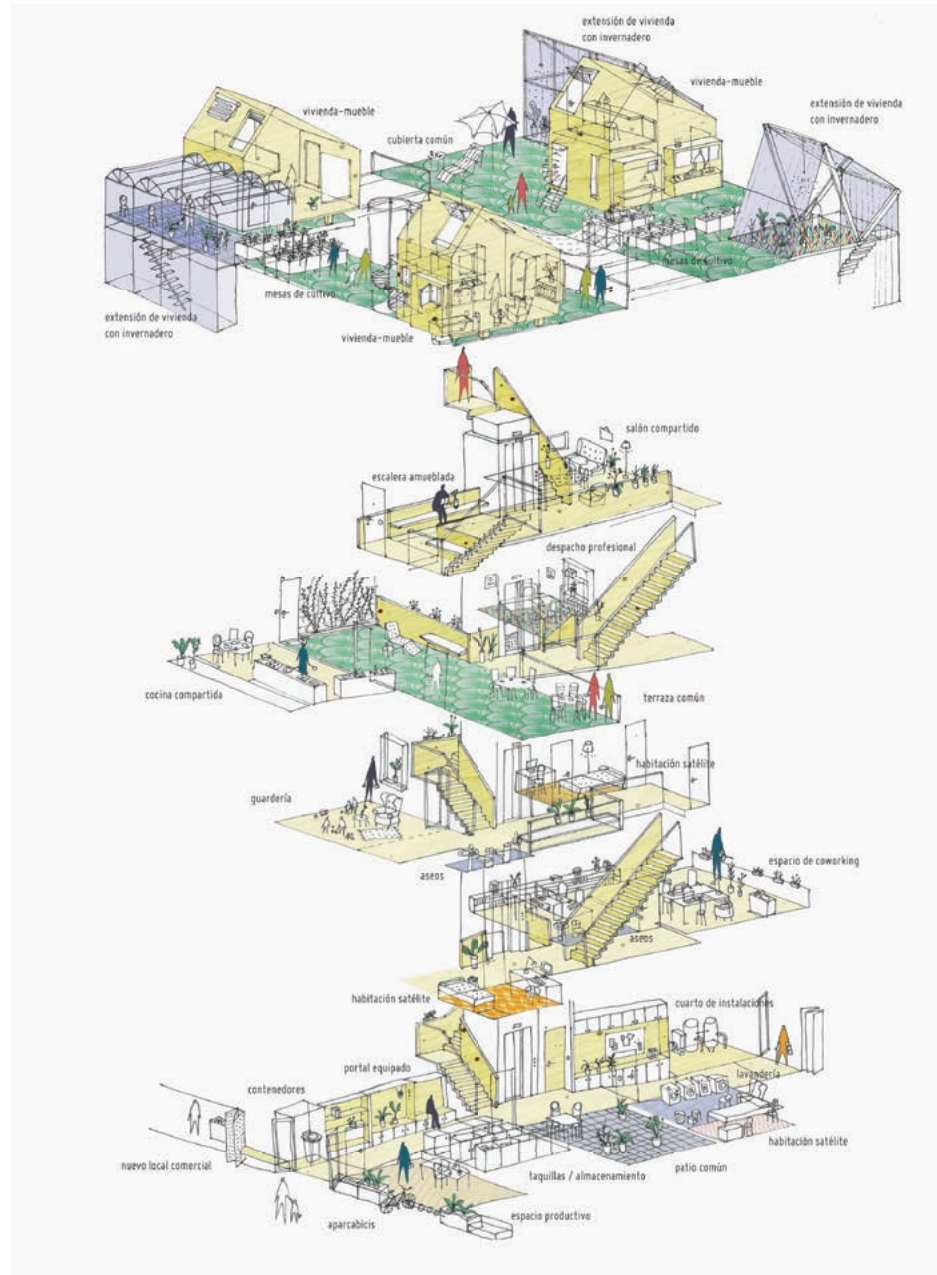 extensión de vivienda
con invernadero
vivienda-mueble
extensión de vivienda
con invernadero
vivienda-mueble
cubierta común
mesas de cultivo
mesas de cultivo
extensión de vivienda
con invernadero
vivienda-mueble
salón compartido
escalera amueblada
despacho profesional
cocina compartida
terraza común
habitación satélite
guardería
aseos
espacio de coworking
aseos
habitación satélite
cuarto de instalaciones
portal equipado
lavandería
contenedores
habitación satélite
nuevo local comercial
patio común
taquillas / almacenamiento
espacio productivo
aparcabicis